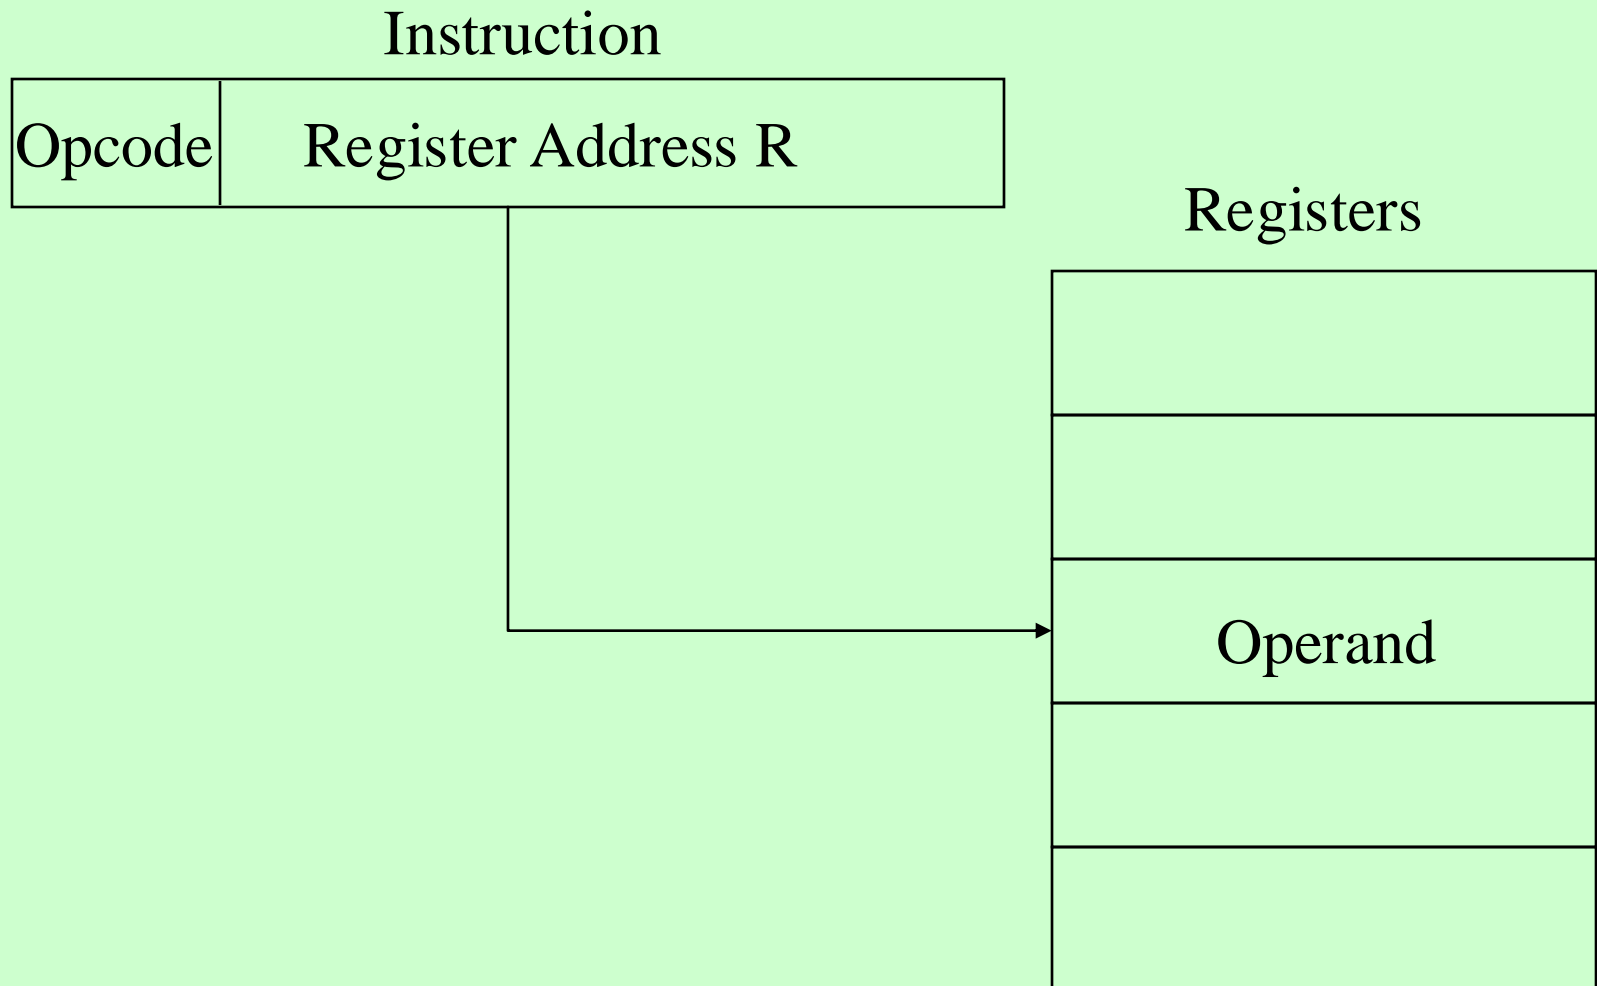 Instruction
Opcode
Register Address R
Registers
Operand